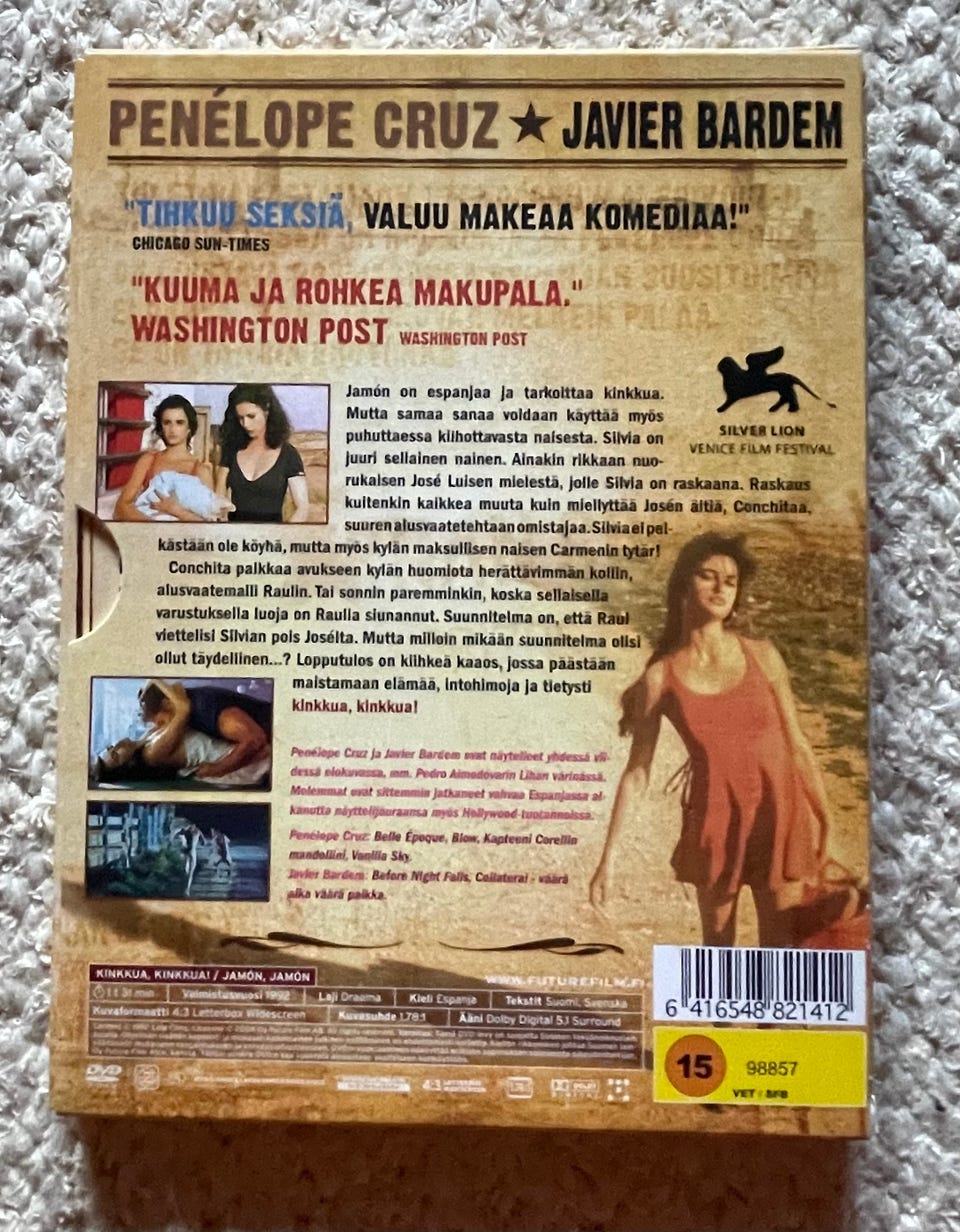 PENÉLOPE CRUZ ★ JAVIER BARDEM
"TIHKUU SEKSIÄ, VALUU MAKEAA KOMEDIAA!"
CHICAGO SUN-TIMES
"KUUMA JA ROHKEA MAKUPALA."
WASHINGTON POST WASHINGTON POST
SILVER LION
VENICE FILM FESTIVAL
Jamón on espanjaa ja tarkoittaa kinkkua.
Mutta samaa sanaa voidaan käyttää myös
puhuttaessa kiihottavasta naisesta. Silvia on
juuri sellainen nainen. Ainakin rikkaan nuo-
rukaisen José Luisen mielestä, jolle Silvia on raskaana. Raskaus
kuitenkin kaikkea muuta kuin miellyttää Josén äitiä, Conchitaa,
suuren alusvaatetehtaan omistajaa. Silvia ei pel-
kästään ole köyhä, mutta myös kylän maksullisen naisen Carmenin tytär!
Conchita palkkaa avukseen kylän huomiota herättävimmän kollin,
alusvaatemalli Raulin. Tai sonnin paremminkin, koska sellaisella
varustuksella luoja on Raulia siunannut. Suunnitelma on, että Raul
viettelisi Silvian pois Josélta. Mutta milloin mikään suunnitelma olisi
ollut täydellinen...? Lopputulos on kiihkeä kaaos, jossa päästään
maistamaan elämää, intohimoja ja tietysti
kinkkua, kinkkua!
Penélope Cruz ja Javier Bardem ovat näytelleet yhdessä vii-
dessä elokuvassa, mm. Pedro Almodovarin Lihan värinässä.
Molemmat ovat sittemmin jatkaneet vahvaa Espanjassa al-
kanutta näyttelijäuraansa myös Hollywood-tuotannoissa.
Penélope Cruz: Belle Époque, Blow, Kapteeni Corellin
mandoliini, Vanilla Sky.
Javier Bardem: Before Night Falls, Collateral - väärä
aika väärä paikka.
KINKKUA, KINKKUA! / JAMÓN, JAMÓN
WWW.FUTUREFILM.FI
1 t 31 min Valmistusvuosi 1992 Laji Draama Kieli Espanja Tekstit Suomi, Svenska
Kuvaformaatti 4:3 Letterbox Widescreen Kuvasuhde 1.78:1 Ääni Dolby Digital 5.1 Surround
6 416548 821412
15 98857
VET / SFB
DVD